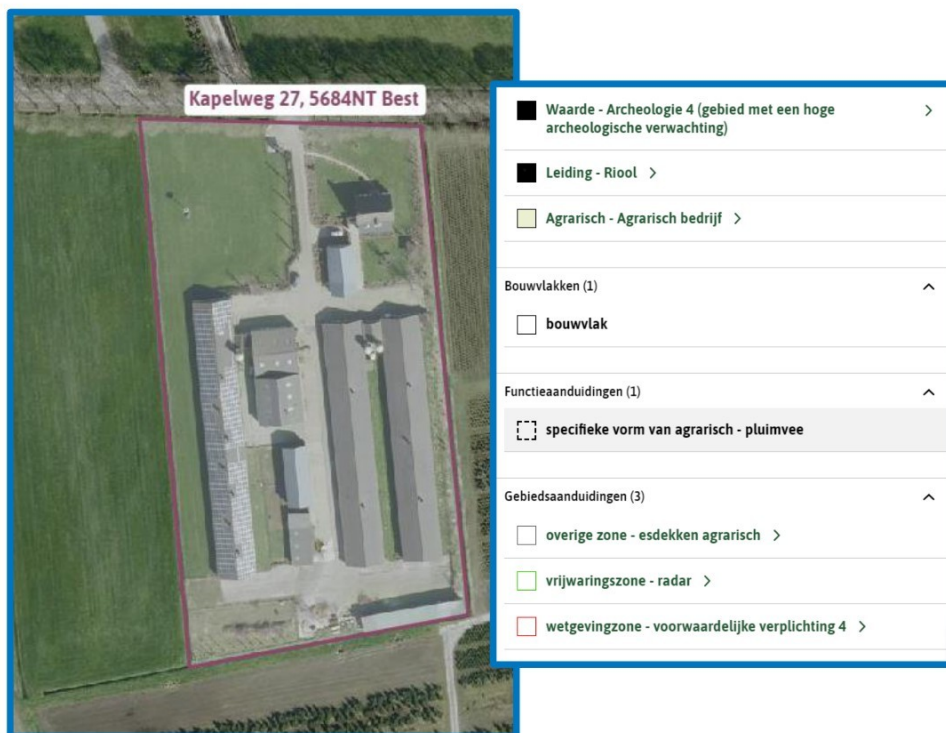 Kapelweg 27, 5684NT Best
Waarde - Archeologie 4 (gebied met een hoge
archeologische verwachting)
Leiding - Riool
Agrarisch - Agrarisch bedrijf
Bouwvlakken (1)
bouwvlak
Functieaanduidingen (1)
specifieke vorm van agrarisch - pluimvee
Gebiedsaanduidingen (3)
overige zone - esdekken agrarisch
vrijwaringszone - radar
wetgevingzone - voorwaardelijke verplichting 4